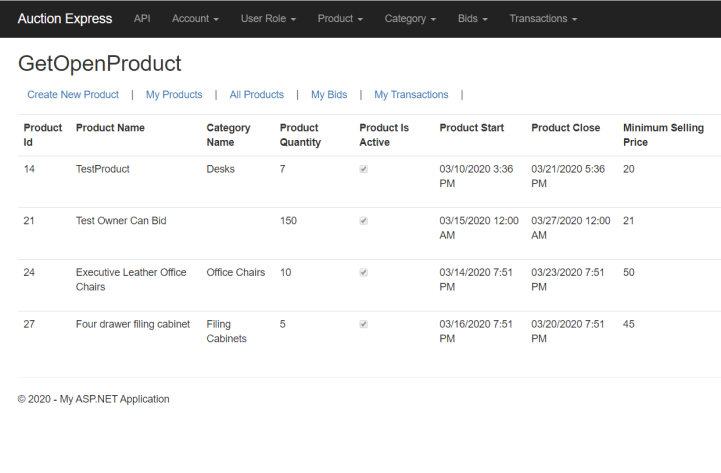 Auction Express API Account User Role Product Category Bids Transactions
GetOpenProduct
Create New Product | My Products | All Products | My Bids | My Transactions |
Product Id Product Name Category Name Product Quantity Product Is Active Product Start Product Close Minimum Selling Price
14 TestProduct Desks 7 03/10/2020 3:36 PM 03/21/2020 5:36 PM 20
21 Test Owner Can Bid 150 03/15/2020 12:00 AM 03/27/2020 12:00 AM 21
24 Executive Leather Office Chairs Office Chairs 10 03/14/2020 7:51 PM 03/23/2020 7:51 PM 50
27 Four drawer filing cabinet Filing Cabinets 5 03/16/2020 7:51 PM 03/20/2020 7:51 PM 45
© 2020 - My ASP.NET Application